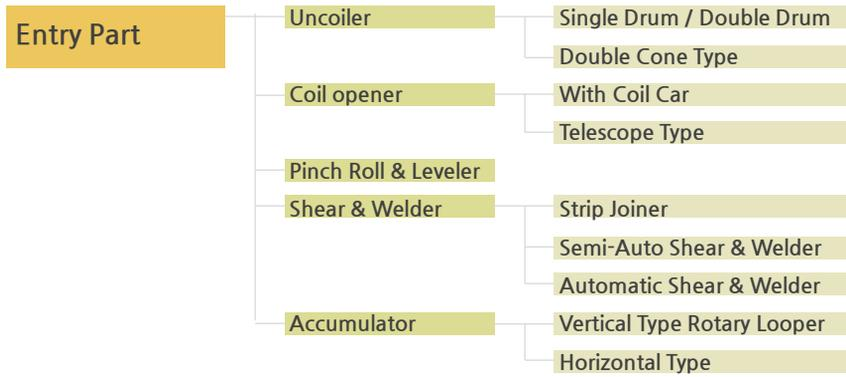 Entry Part
Uncoiler
Single Drum / Double Drum
Double Cone Type
Coil opener
With Coil Car
Telescope Type
Pinch Roll & Leveler
Shear & Welder
Strip Joiner
Semi-Auto Shear & Welder
Automatic Shear & Welder
Accumulator
Vertical Type Rotary Looper
Horizontal Type